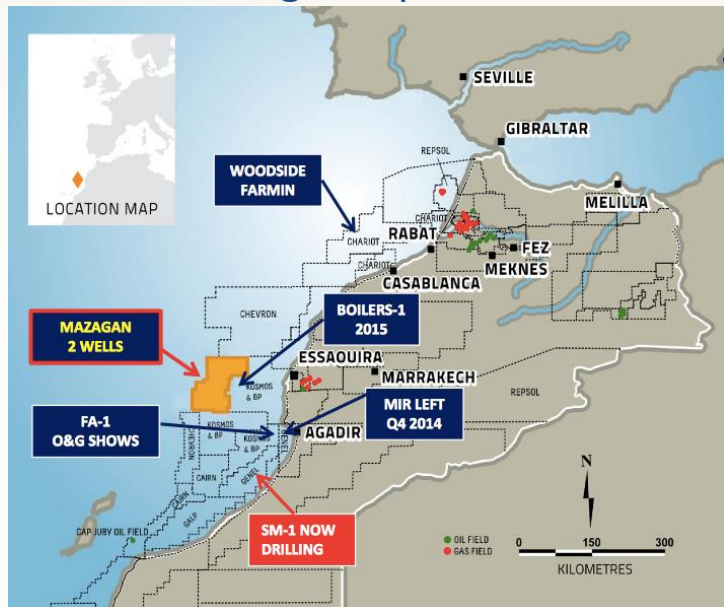 LOCATION MAP
SEVILLE
GIBRALTAR
REPSOL
WOODSIDE
FARMIN
MELILLA
CHARIOT
RABAT
CHARIOT
FEZ
MEKNES
CHARIOT
CASABLANCA
CHEVRON
MAZAGAN
2 WELLS
BOILERS-1
2015
ESSAOUIRA
MARRAKECH
REPSOL
KOSMOS
& BP
FA-1
O&G SHOWS
MIR LEFT
Q4 2014
KOSMOS
& BP
KOSMOS
& BP
CHEVRON
AGADIR
CAIRN
GENEL
CAIRN
GALP
CAP JUBY OIL FIELD
SM-1 NOW
DRILLING
N
OIL FIELD
GAS FIELD
0 150 300
KILOMETRES